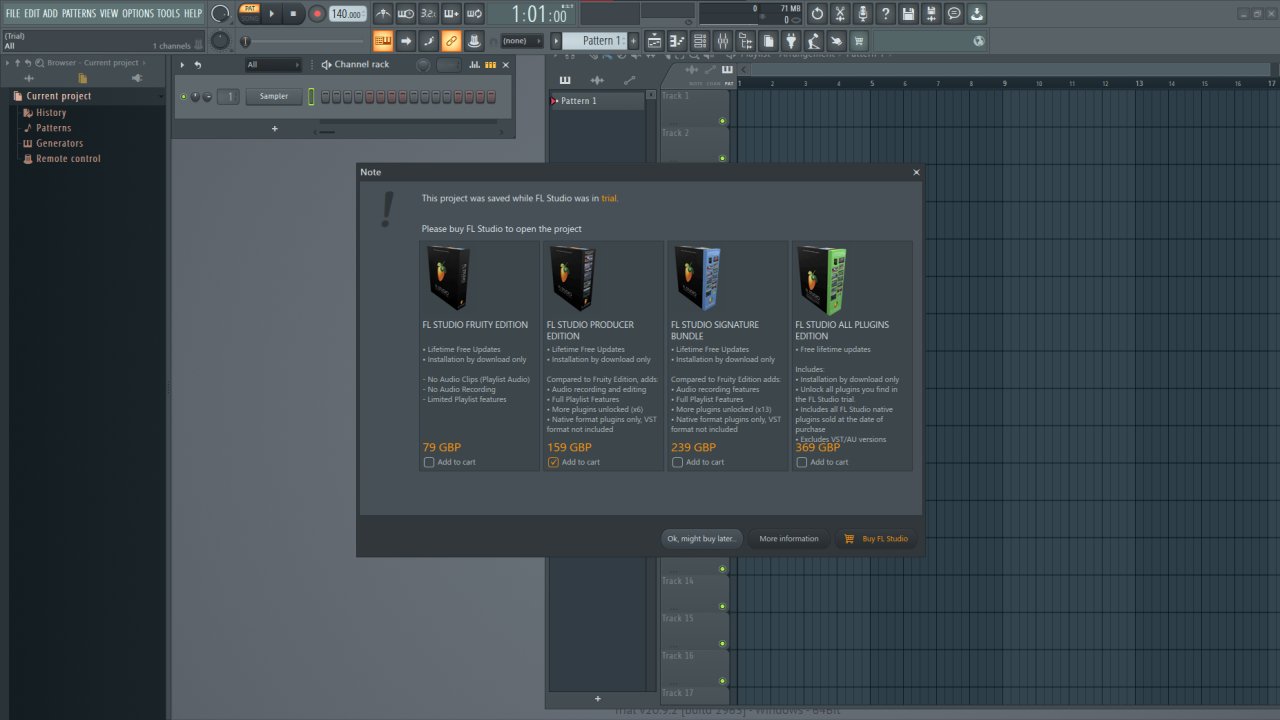 FILE EDIT ADD PATTERNS VIEW OPTIONS TOOLS HELP
PAT
SONG
140.000
3.2.
1:01:00
B:S:T
0
71 MB
0
(Trial)
All
1 channels
(none)
Pattern 1
Browser - Current project
All
Channel rack
Playlist - Arrangement - Pattern 1
NOTE CHAN PAT
1 2 3 4 5 6 7 8 9 10 11 12 13 14 15 16 17
Current project
History
Patterns
Generators
Remote control
1
Sampler
Pattern 1
Track 1
Track 2
Note
This project was saved while FL Studio was in trial.
Please buy FL Studio to open the project
FL STUDIO FRUITY EDITION
• Lifetime Free Updates
• Installation by download only
- No Audio Clips (Playlist Audio)
- No Audio Recording
- Limited Playlist features
79 GBP
Add to cart
FL STUDIO PRODUCER
EDITION
• Lifetime Free Updates
• Installation by download only
Compared to Fruity Edition, adds:
• Audio recording and editing
• Full Playlist Features
• More plugins unlocked (x6)
• Native format plugins only, VST
format not included
159 GBP
Add to cart
FL STUDIO SIGNATURE
BUNDLE
• Lifetime Free Updates
• Installation by download only
Compared to Fruity Edition adds:
• Audio recording features
• Full Playlist Features
• More plugins unlocked (x13)
• Native format plugins only, VST
format not included
239 GBP
Add to cart
FL STUDIO ALL PLUGINS
EDITION
• Free lifetime updates
Includes:
• Installation by download only
• Unlock all plugins you find in
the FL Studio trial.
• Includes all FL Studio native
plugins sold at the date of
purchase
• Excludes VST/AU versions
369 GBP
Add to cart
Ok, might buy later..
More information
Buy FL Studio
Track 14
Track 15
Track 16
Track 17
Trial v20.9.2 [build 2963] - Windows - 64Bit